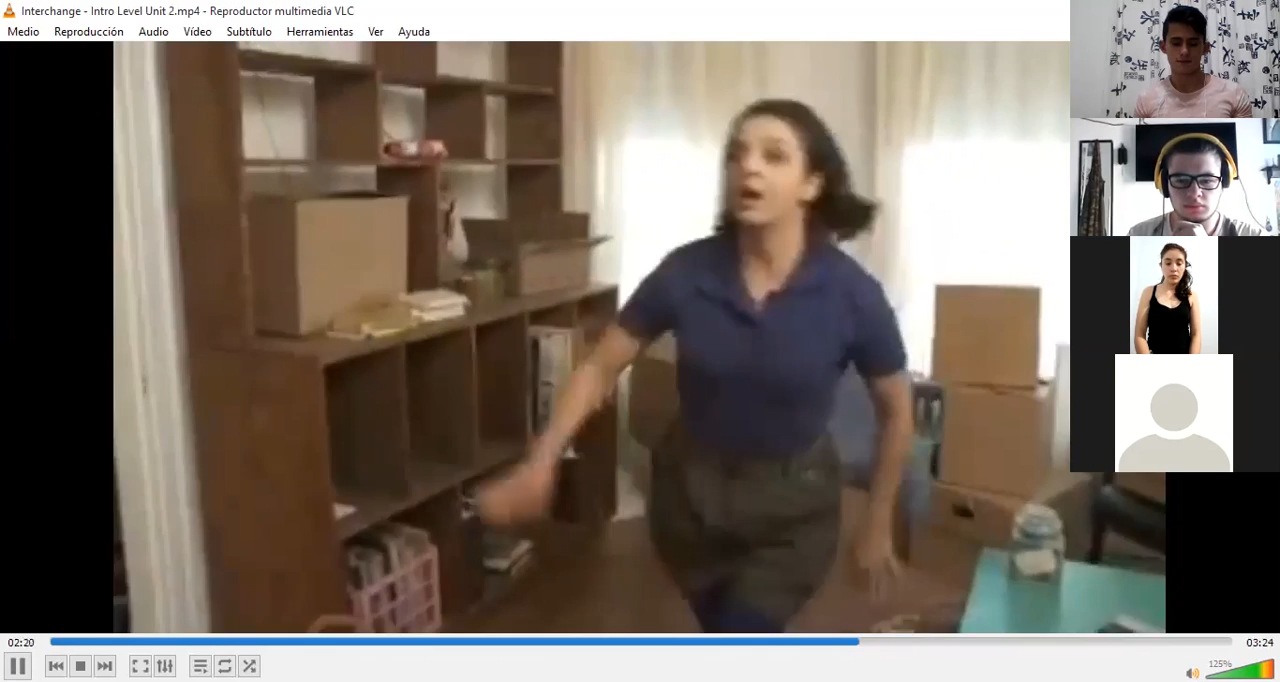 Interchange - Intro Level Unit 2.mp4 - Reproductor multimedia VLC
Medio Reproducción Audio Vídeo Subtítulo Herramientas Ver Ayuda
02:20 03:24
125%